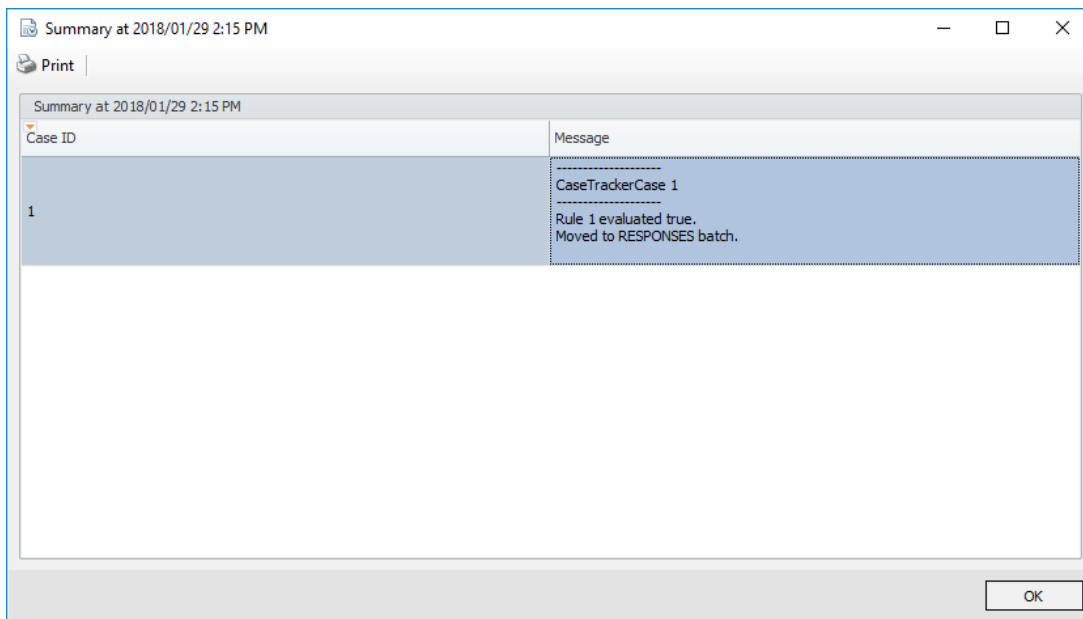 Summary at 2018/01/29 2:15 PM
Print
Summary at 2018/01/29 2:15 PM
Case ID
Message
1
--------------------
CaseTrackerCase 1
--------------------
Rule 1 evaluated true.
Moved to RESPONSES batch.
OK